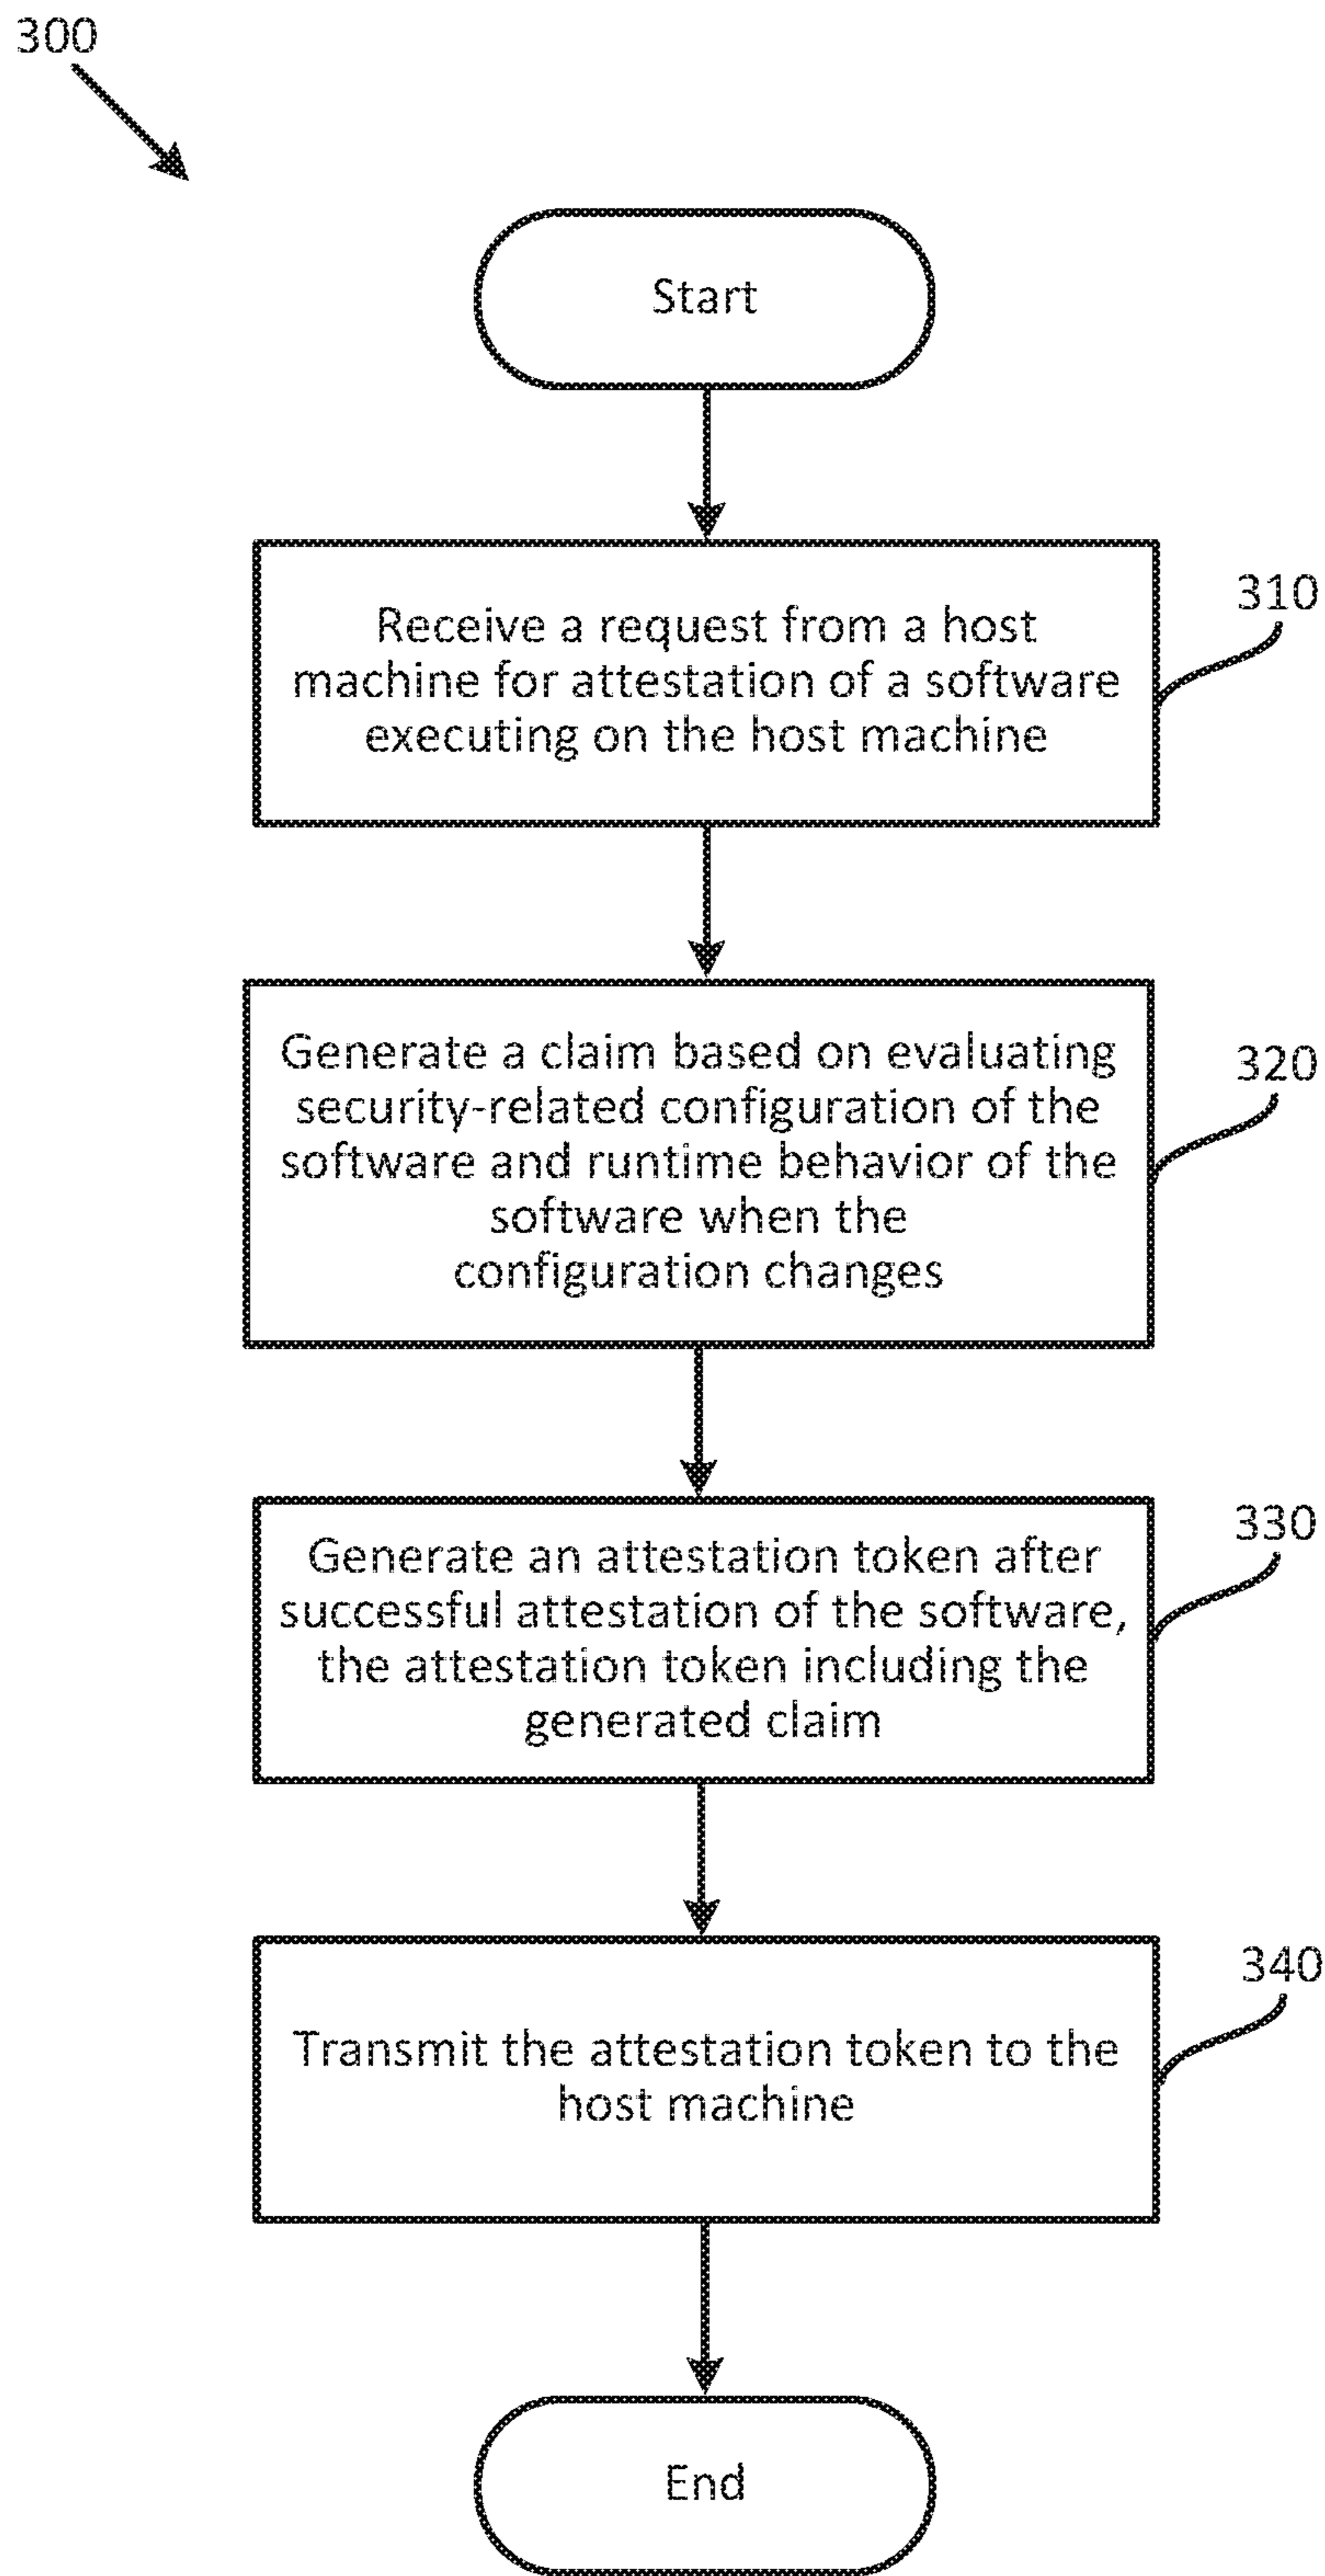 300
Start
310
Receive a request from a host
machine for attestation of a software
executing on the host machine
320
Generate a claim based on evaluating
security-related configuration of the
software and runtime behavior of the
software when the
configuration changes
330
Generate an attestation token after
successful attestation of the software,
the attestation token including the
generated claim
340
Transmit the attestation token to the
host machine
End